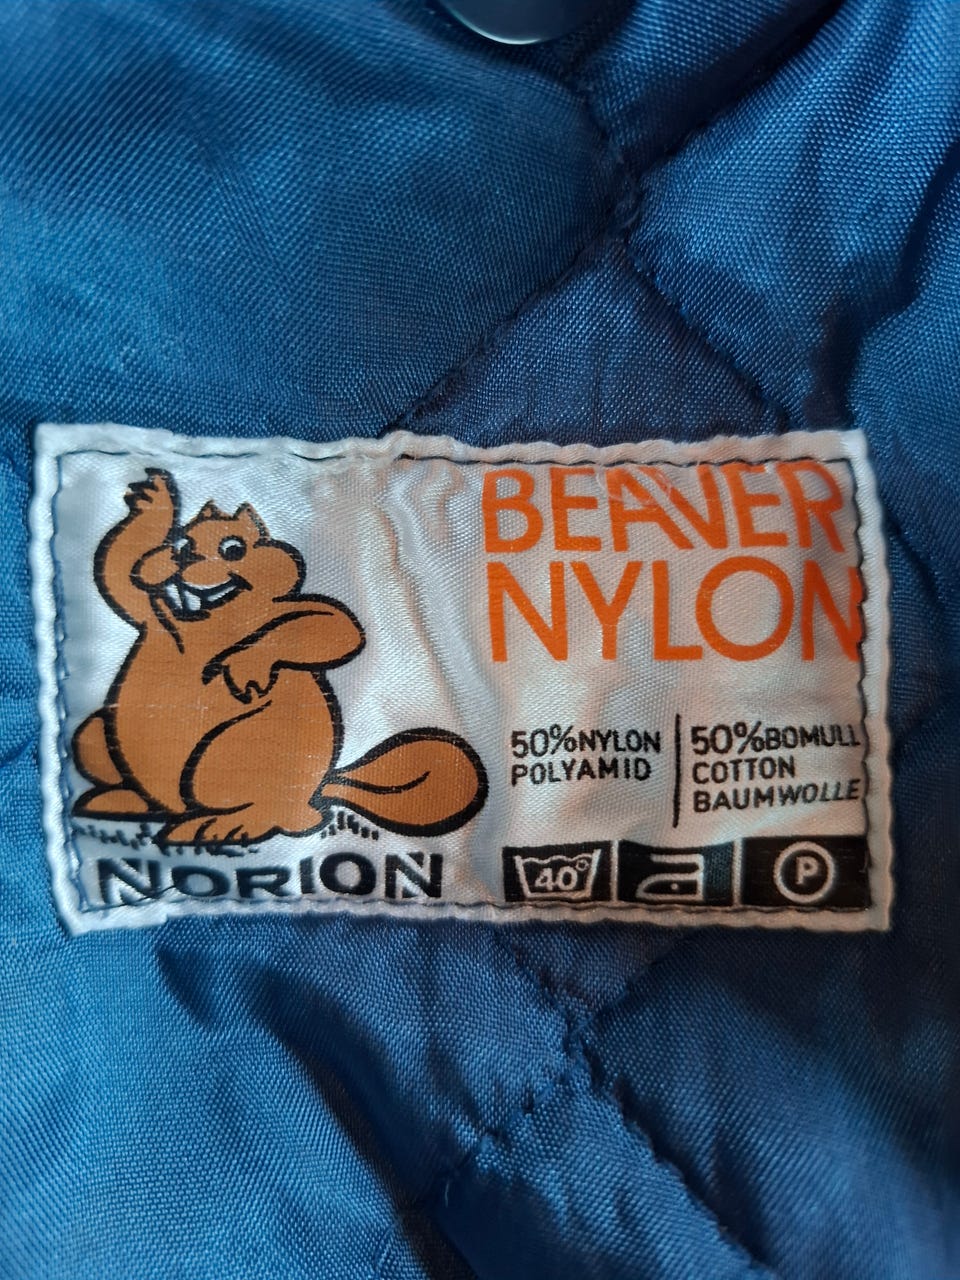 BEAVER
NYLON
50%NYLON
POLYAMID
50%BOMULL
COTTON
BAUMWOLLE
NORION
40°
P